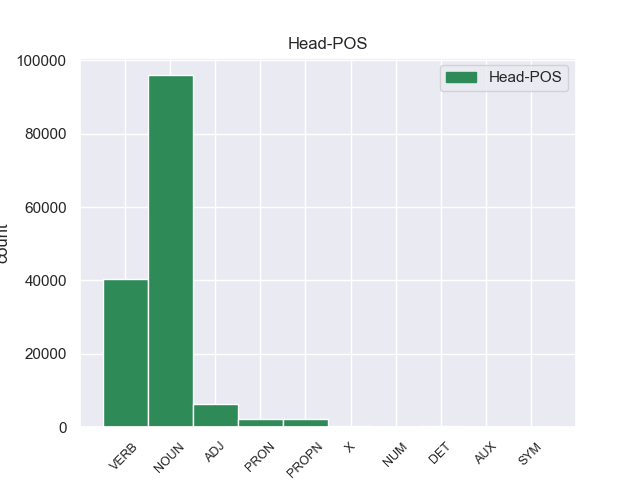 Head-POS
Head-POS
100000
80000
60000
40000
20000
0
count
VERB
NOUN
ADJ
PRON
PROPN
X
NUM
DET
AUX
SYM